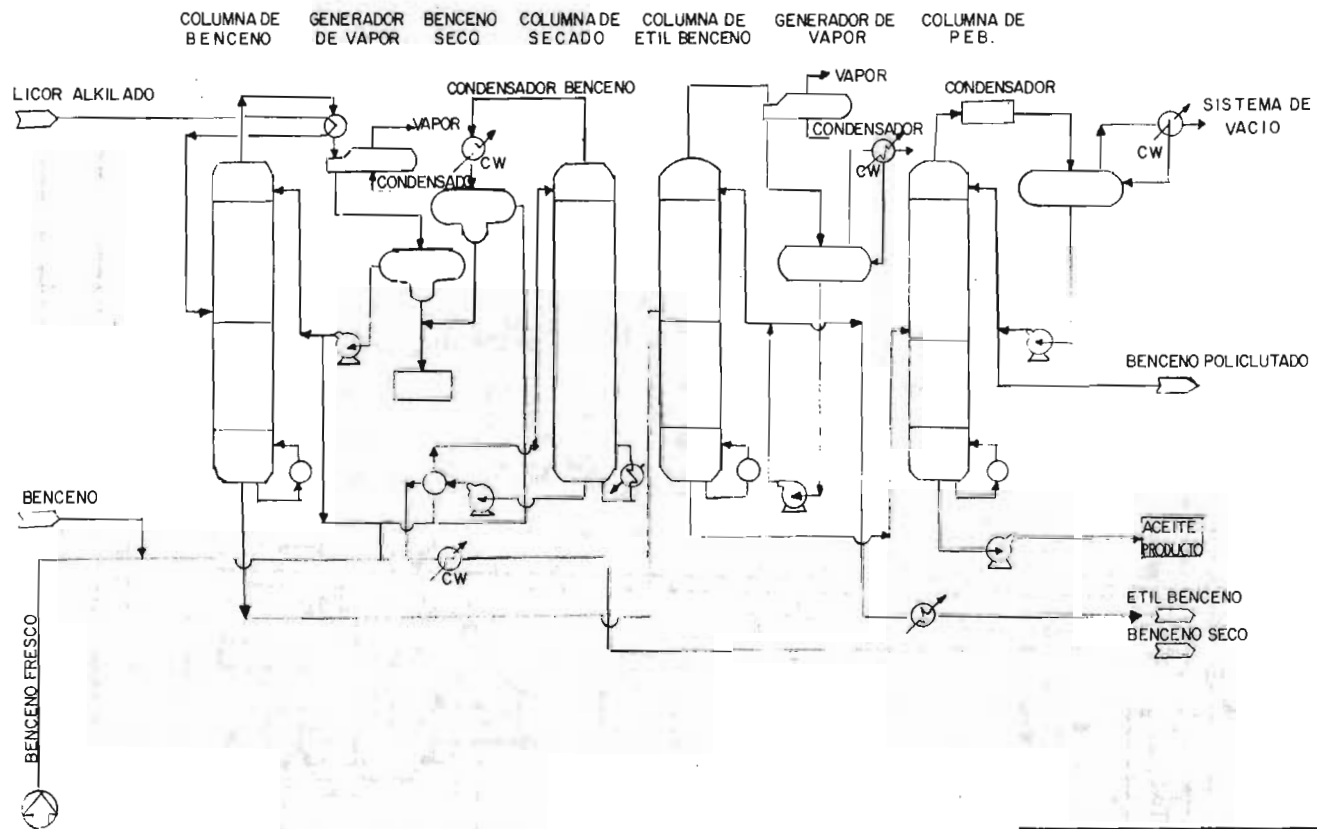 COLUMNA DE
BENCENO
GENERADOR
DE VAPOR
BENCENO
SECO
COLUMNA DE
SECADO
COLUMNA DE
ETIL BENCENO
GENERADOR DE
VAPOR
COLUMNA DE
PEB.
LICOR ALKILADO
CONDENSADOR BENCENO
VAPOR
CONDENSADOR
SISTEMA DE
VACIO
VAPOR
CONDENSADOR
CW
CW
CW
CONDENSADO
BENCENO POLICLUTADO
BENCENO
CW
ACEITE
PRODUCTO
ETIL BENCENO
BENCENO SECO
BENCENO FRESCO